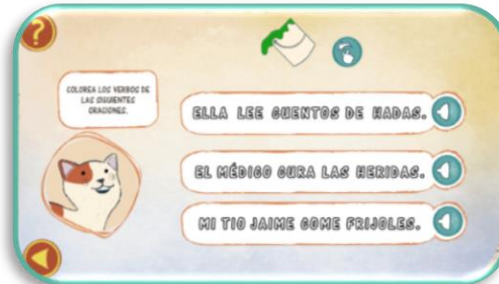 ?
COLOREA LOS VERBOS DE
LAS SIGUIENTES
ORACIONES.
ELLA LEE CUENTOS DE HADAS.
EL MÉDICO CURA LAS HERIDAS.
MI TIO JAIME COME FRIJOLES.